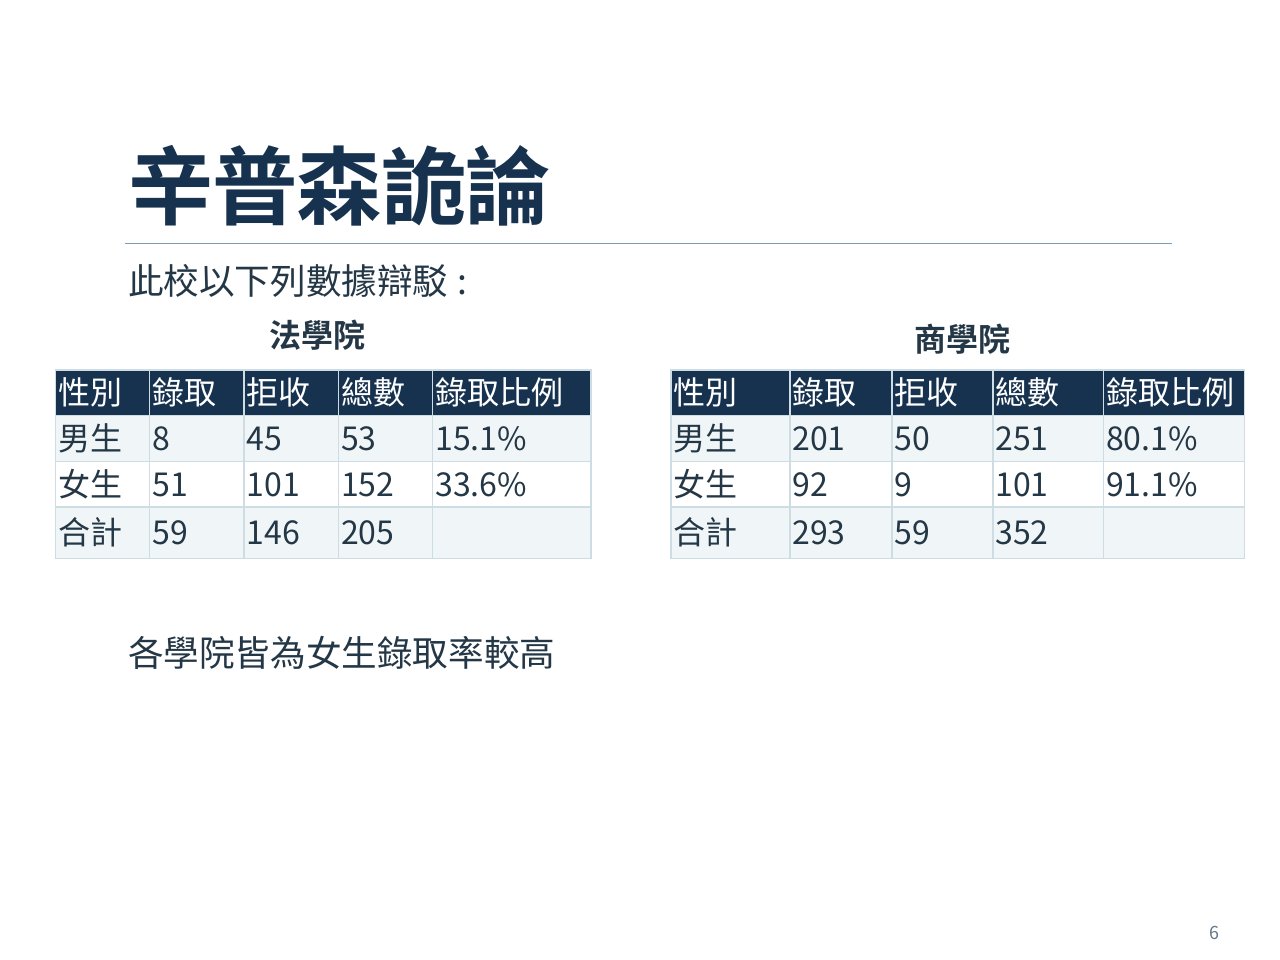 辛普森詭論
此校以下列數據辯駁：
法學院
性別 錄取 拒收 總數 錄取比例
男生 8 45 53 15.1%
女生 51 101 152 33.6%
合計 59 146 205
商學院
性別 錄取 拒收 總數 錄取比例
男生 201 50 251 80.1%
女生 92 9 101 91.1%
合計 293 59 352
各學院皆為女生錄取率較高
6